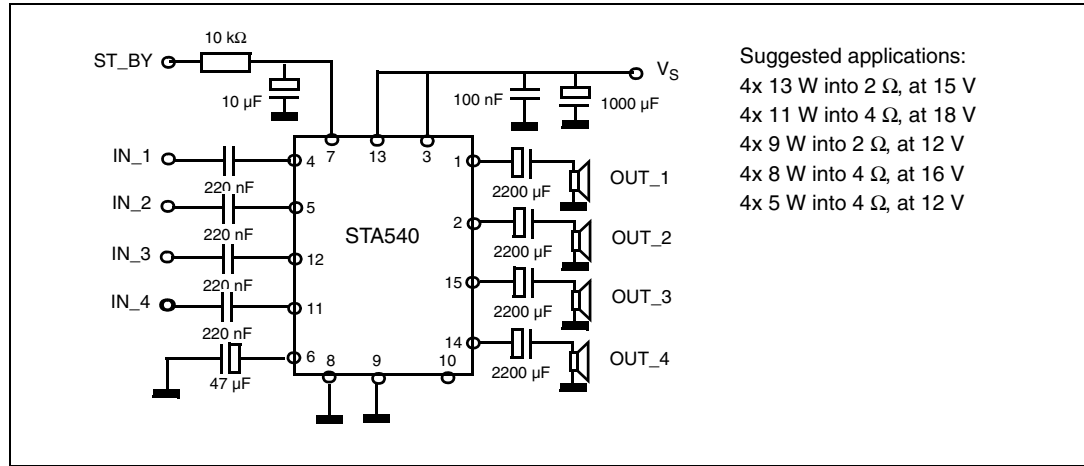 10 kΩ
ST_BY
10 µF
V_S
100 nF
1000 µF
7
13
3
IN_1
4
220 nF
IN_2
5
220 nF
IN_3
12
220 nF
IN_4
11
220 nF
6
47 µF
8
9
10
STA540
1
2200 µF
OUT_1
2
2200 µF
OUT_2
15
2200 µF
OUT_3
14
2200 µF
OUT_4
Suggested applications:
4x 13 W into 2 Ω, at 15 V
4x 11 W into 4 Ω, at 18 V
4x 9 W into 2 Ω, at 12 V
4x 8 W into 4 Ω, at 16 V
4x 5 W into 4 Ω, at 12 V